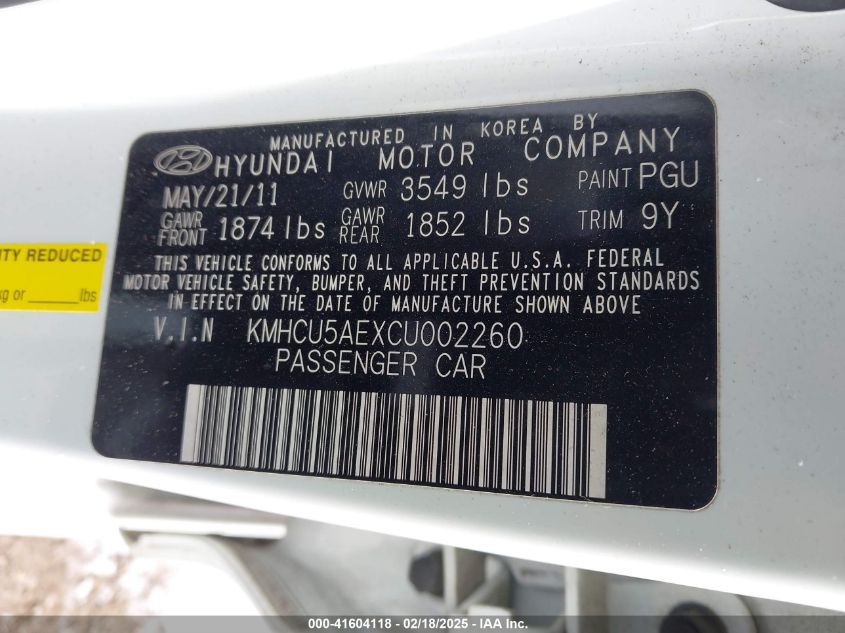 MANUFACTURED IN KOREA BY
HYUNDAI MOTOR COMPANY
MAY/21/11 GVWR 3549 lbs PAINT PGU
GAWR FRONT 1874 lbs GAWR REAR 1852 lbs TRIM 9Y
THIS VEHICLE CONFORMS TO ALL APPLICABLE U.S.A. FEDERAL
MOTOR VEHICLE SAFETY, BUMPER, AND THEFT PREVENTION STANDARDS
IN EFFECT ON THE DATE OF MANUFACTURE SHOWN ABOVE
V.I.N KMHCU5AEXCU002260
PASSENGER CAR
REDUCED
kg or ______ lbs
000-41604118 - 02/18/2025 - IAA Inc.